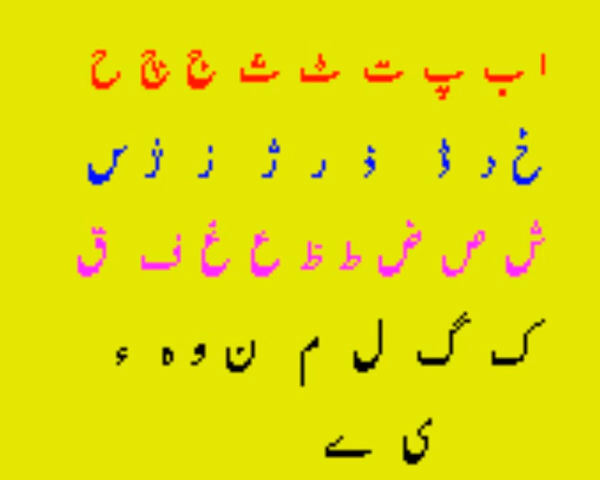 ا ب پ ت ٹ ث ج چ ح
خ د ڈ ذ ر ڑ ز ژ س
ش ص ض ط ظ ع غ ف ق
ک گ ل م ن و ہ ء
ی ے